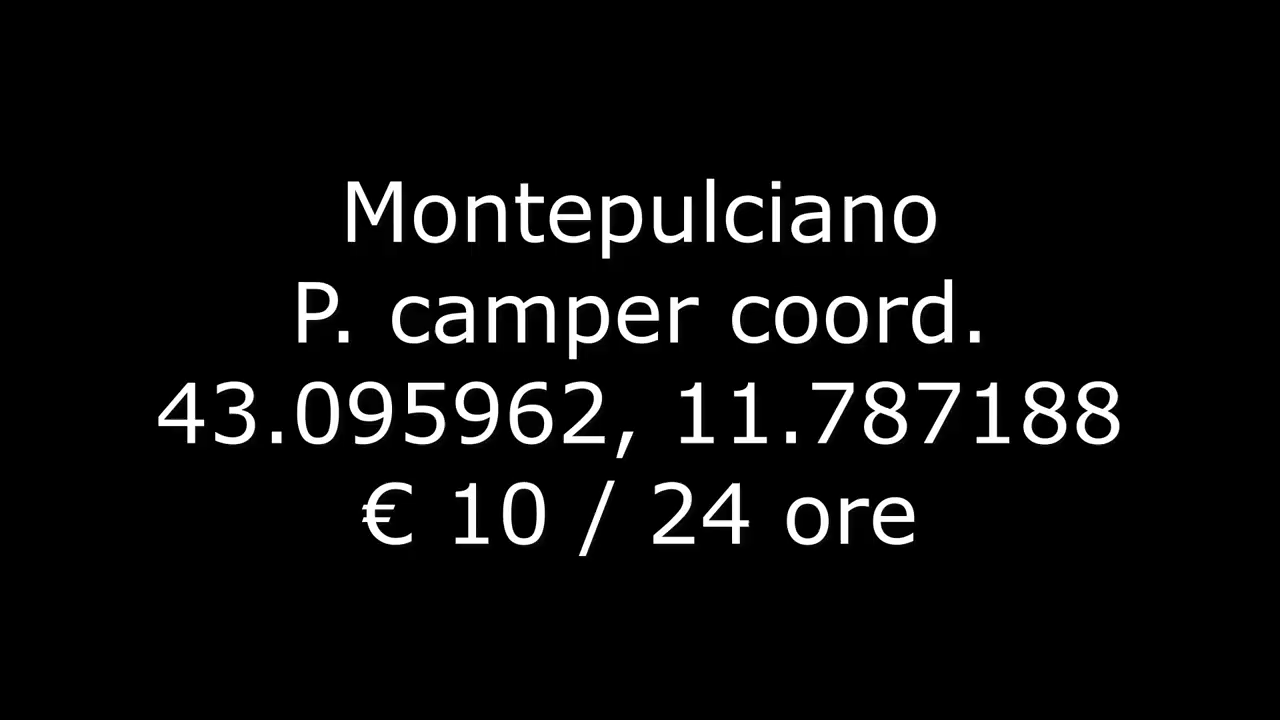 Montepulciano
P. camper coord.
43.095962, 11.787188
€ 10 / 24 ore